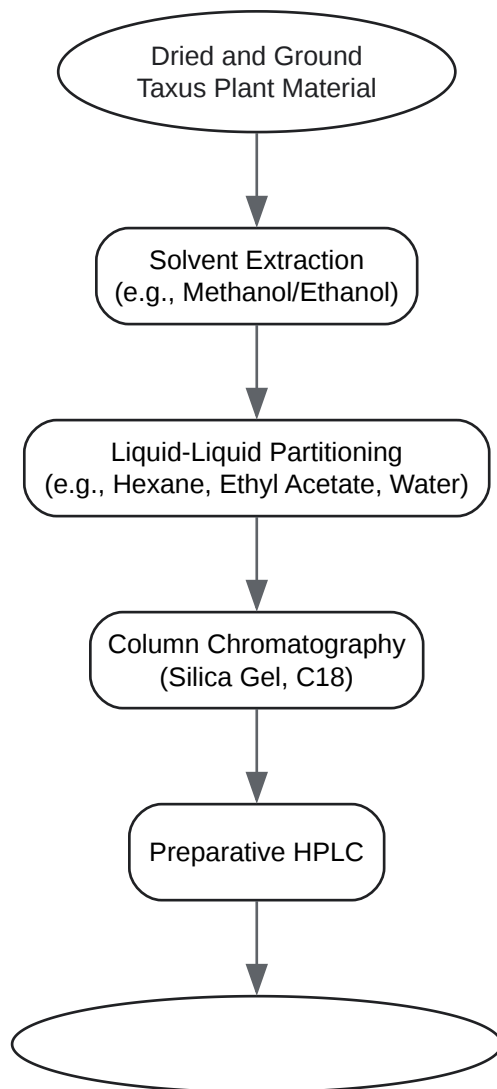 Dried and Ground
Taxus Plant Material
Solvent Extraction
(e.g., Methanol/Ethanol)
Liquid-Liquid Partitioning
(e.g., Hexane, Ethyl Acetate, Water)
Column Chromatography
(Silica Gel, C18)
Preparative HPLC